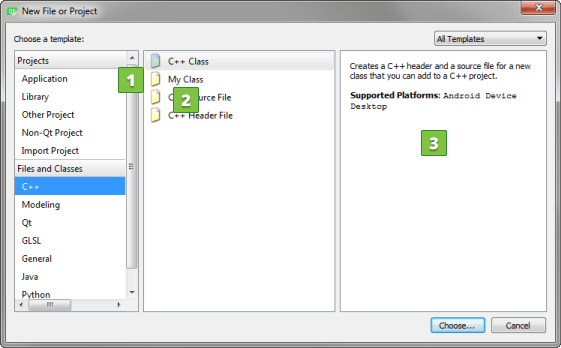 New File or Project
Choose a template:
All Templates
Projects
Application
Library
Other Project
Non-Qt Project
Import Project
Files and Classes
C++
Modeling
Qt
GLSL
General
Java
Python
1
C++ Class
My Class
2
File
C++ Header File
Creates a C++ header and a source file for a new
class that you can add to a C++ project.
Supported Platforms: Android Device
Desktop
3
Choose...
Cancel